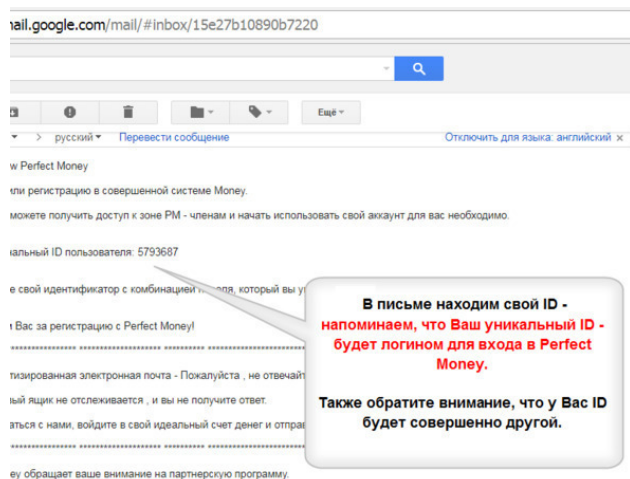 nail.google.com/mail/#inbox/15e27b10890b7220
Ещё
> русский Перевести сообщение Отключить для языка: английский ×
w Perfect Money
или регистрацию в совершенной системе Money.
можете получить доступ к зоне PM - членам и начать использовать свой аккаунт для вас необходимо.
нальный ID пользователя: 5793687
е свой идентификатор с комбинацией который вы у
В письме находим свой ID -
напоминаем, что Ваш уникальный ID -
будет логином для входа в Perfect
Money.
Также обратите внимание, что у Вас ID
будет совершенно другой.
м Вас за регистрацию с Perfect Money!
тизированная электронная почта - Пожалуйста , не отвечайт
ый ящик не отслеживается , и вы не получите ответ.
аться с нами, войдите в свой идеальный счет денег и отправ
еу обращает ваше внимание на партнерскую программу.